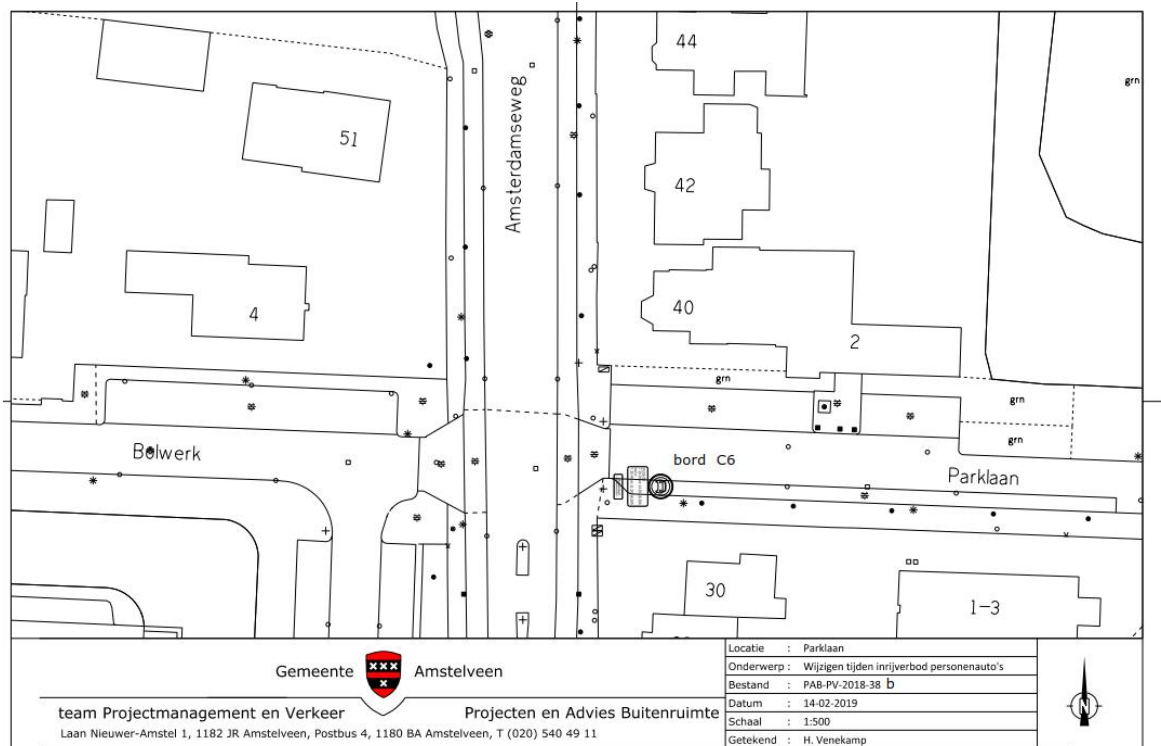 44
grn
51
Amsterdamseweg
42
40
4
2
grn
grn
grn
Bolwerk
bord C6
Parklaan
30
1-3
Gemeente Amstelveen
team Projectmanagement en Verkeer Projecten en Advies Buitenruimte
Laan Nieuwer-Amstel 1, 1182 JR Amstelveen, Postbus 4, 1180 BA Amstelveen, T (020) 540 49 11
Locatie : Parklaan
Onderwerp : Wijzigen tijden inrijverbod personenauto's
Bestand : PAB-PV-2018-38 b
Datum : 14-02-2019
Schaal : 1:500
Getekend : H. Venekamp